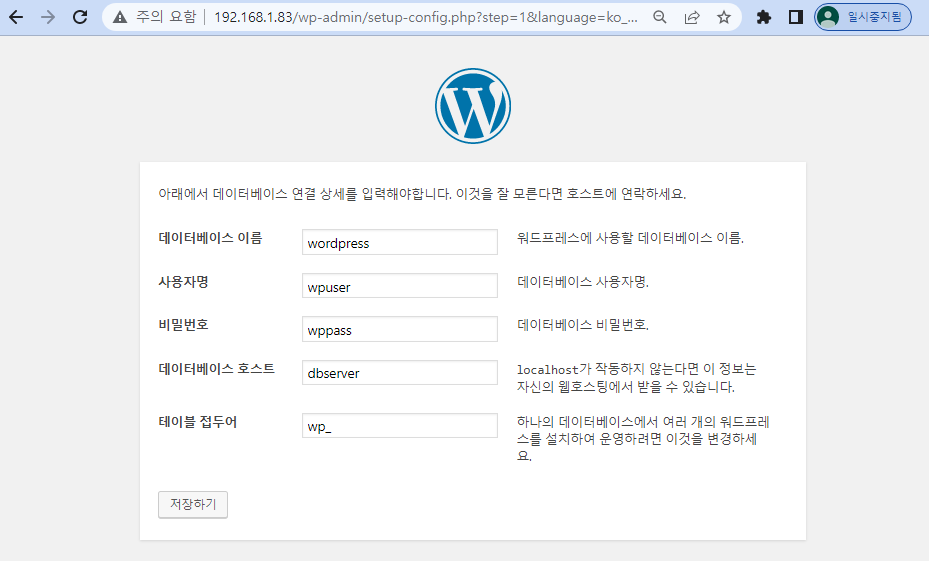 주의 요함 192.168.1.83/wp-admin/setup-config.php?step=1&language=ko_... 일시중지됨
아래에서 데이터베이스 연결 상세를 입력해야합니다. 이것을 잘 모른다면 호스트에 연락하세요.
데이터베이스 이름 wordpress 워드프레스에 사용할 데이터베이스 이름.
사용자명 wpuser 데이터베이스 사용자명.
비밀번호 wppass 데이터베이스 비밀번호.
데이터베이스 호스트 dbserver localhost가 작동하지 않는다면 이 정보는
자신의 웹호스팅에서 받을 수 있습니다.
테이블 접두어 wp_ 하나의 데이터베이스에서 여러 개의 워드프레
스를 설치하여 운영하려면 이것을 변경하세
요.
저장하기